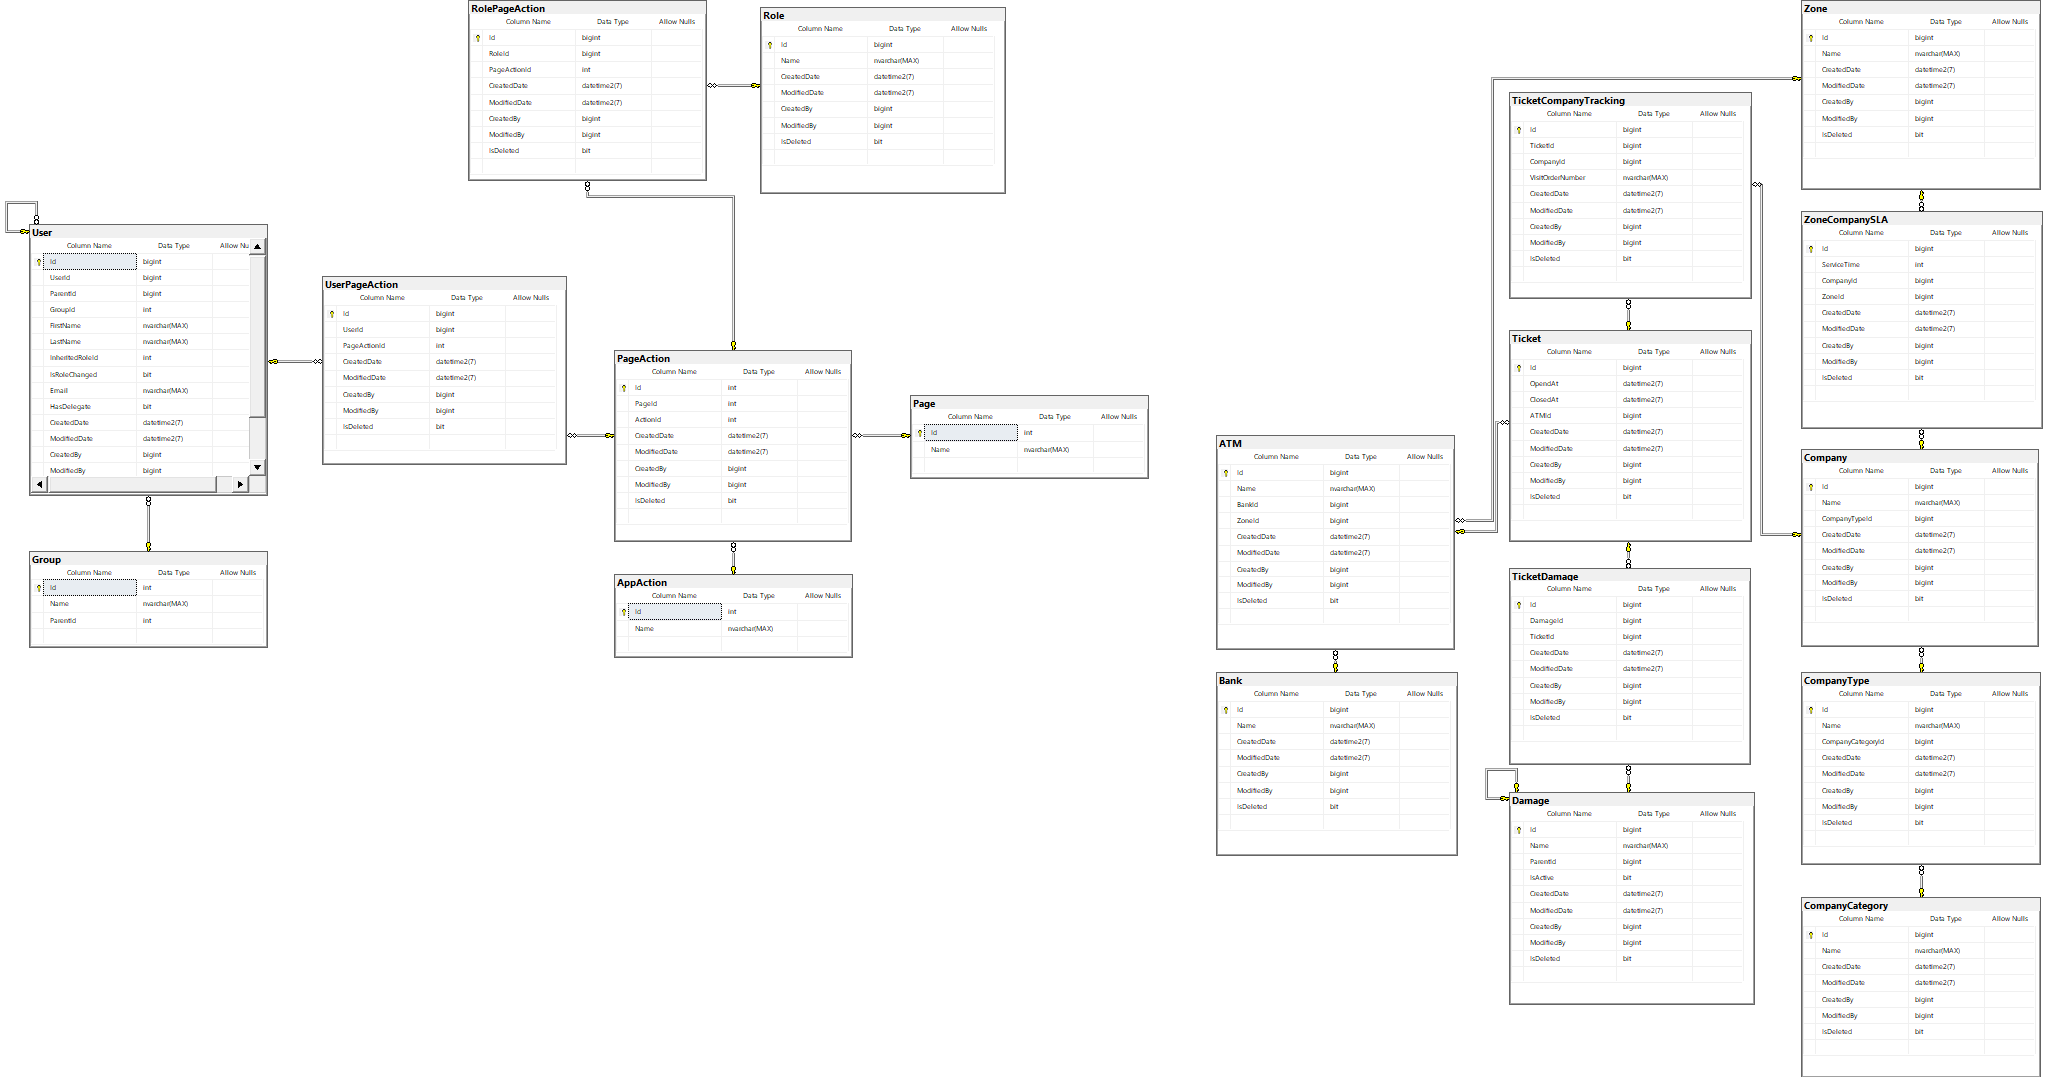 RolePageAction
Column Name Data Type Allow Nulls
Id bigint
RoleId bigint
PageActionId int
CreatedDate datetime2(7)
ModifiedDate datetime2(7)
CreatedBy bigint
ModifiedBy bigint
IsDeleted bit
Role
Column Name Data Type Allow Nulls
Id bigint
Name nvarchar(MAX)
CreatedDate datetime2(7)
ModifiedDate datetime2(7)
CreatedBy bigint
ModifiedBy bigint
IsDeleted bit
User
Column Name Data Type Allow Nu
Id bigint
UserId bigint
ParentId bigint
GroupId int
FirstName nvarchar(MAX)
LastName nvarchar(MAX)
InheritedRoleId int
IsRoleChanged bit
Email nvarchar(MAX)
HasDelegate bit
CreatedDate datetime2(7)
ModifiedDate datetime2(7)
CreatedBy bigint
ModifiedBy bigint
UserPageAction
Column Name Data Type Allow Nulls
Id bigint
UserId bigint
PageActionId int
CreatedDate datetime2(7)
ModifiedDate datetime2(7)
CreatedBy bigint
ModifiedBy bigint
IsDeleted bit
PageAction
Column Name Data Type Allow Nulls
Id int
PageId int
ActionId int
CreatedDate datetime2(7)
ModifiedDate datetime2(7)
CreatedBy bigint
ModifiedBy bigint
IsDeleted bit
Page
Column Name Data Type Allow Nulls
Id int
Name nvarchar(MAX)
Group
Column Name Data Type Allow Nulls
Id int
Name nvarchar(MAX)
ParentId int
AppAction
Column Name Data Type Allow Nulls
Id int
Name nvarchar(MAX)
ATM
Column Name Data Type Allow Nulls
Id bigint
Name nvarchar(MAX)
BankId bigint
ZoneId bigint
CreatedDate datetime2(7)
ModifiedDate datetime2(7)
CreatedBy bigint
ModifiedBy bigint
IsDeleted bit
Bank
Column Name Data Type Allow Nulls
Id bigint
Name nvarchar(MAX)
CreatedDate datetime2(7)
ModifiedDate datetime2(7)
CreatedBy bigint
ModifiedBy bigint
IsDeleted bit
TicketCompanyTracking
Column Name Data Type Allow Nulls
Id bigint
TicketId bigint
CompanyId bigint
VisitOrderNumber nvarchar(MAX)
CreatedDate datetime2(7)
ModifiedDate datetime2(7)
CreatedBy bigint
ModifiedBy bigint
IsDeleted bit
Ticket
Column Name Data Type Allow Nulls
Id bigint
OpendAt datetime2(7)
ClosedAt datetime2(7)
ATMId bigint
CreatedDate datetime2(7)
ModifiedDate datetime2(7)
CreatedBy bigint
ModifiedBy bigint
IsDeleted bit
TicketDamage
Column Name Data Type Allow Nulls
Id bigint
DamageId bigint
TicketId bigint
CreatedDate datetime2(7)
ModifiedDate datetime2(7)
CreatedBy bigint
ModifiedBy bigint
IsDeleted bit
Damage
Column Name Data Type Allow Nulls
Id bigint
Name nvarchar(MAX)
ParentId bigint
IsActive bit
CreatedDate datetime2(7)
ModifiedDate datetime2(7)
CreatedBy bigint
ModifiedBy bigint
IsDeleted bit
Zone
Column Name Data Type Allow Nulls
Id bigint
Name nvarchar(MAX)
CreatedDate datetime2(7)
ModifiedDate datetime2(7)
CreatedBy bigint
ModifiedBy bigint
IsDeleted bit
ZoneCompanySLA
Column Name Data Type Allow Nulls
Id bigint
ServiceTime int
CompanyId bigint
ZoneId bigint
CreatedDate datetime2(7)
ModifiedDate datetime2(7)
CreatedBy bigint
ModifiedBy bigint
IsDeleted bit
Company
Column Name Data Type Allow Nulls
Id bigint
Name nvarchar(MAX)
CompanyTypeId bigint
CreatedDate datetime2(7)
ModifiedDate datetime2(7)
CreatedBy bigint
ModifiedBy bigint
IsDeleted bit
CompanyType
Column Name Data Type Allow Nulls
Id bigint
Name nvarchar(MAX)
CompanyCategoryId bigint
CreatedDate datetime2(7)
ModifiedDate datetime2(7)
CreatedBy bigint
ModifiedBy bigint
IsDeleted bit
CompanyCategory
Column Name Data Type Allow Nulls
Id bigint
Name nvarchar(MAX)
CreatedDate datetime2(7)
ModifiedDate datetime2(7)
CreatedBy bigint
ModifiedBy bigint
IsDeleted bit